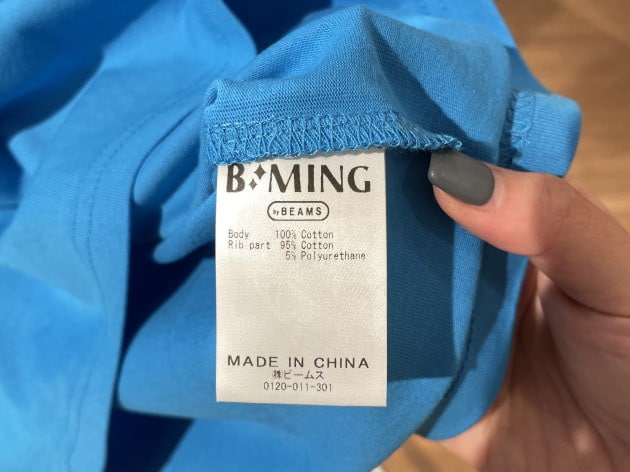 B:MING
by BEAMS
Body 100% Cotton
Rib part 95% Cotton
5% Polyurethane
MADE IN CHINA
㈱ビームス
0120-011-301